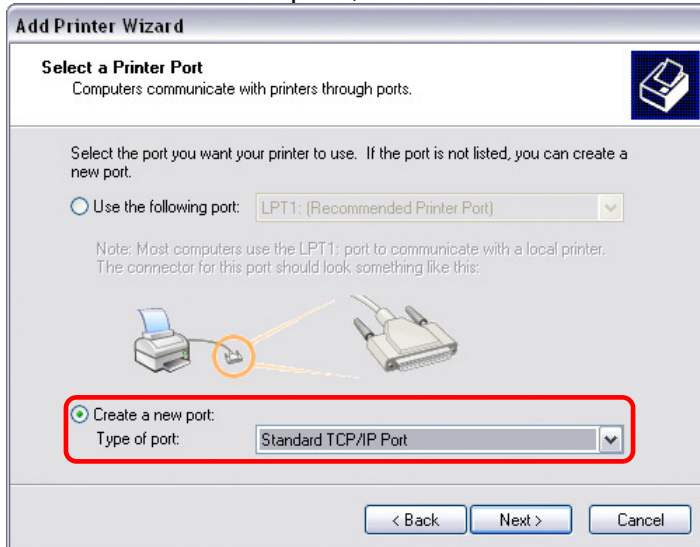 Add Printer Wizard
Select a Printer Port
Computers communicate with printers through ports.
Select the port you want your printer to use. If the port is not listed, you can create a
new port.
Use the following port: LPT1: (Recommended Printer Port)
Note: Most computers use the LPT1: port to communicate with a local printer.
The connector for this port should look something like this:
Create a new port:
Type of port: Standard TCP/IP Port
< Back Next > Cancel